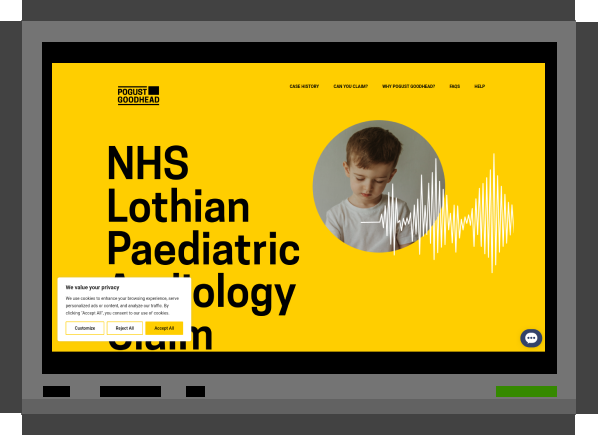 POGUST
GOODHEAD
CASE HISTORY CAN YOU CLAIM? WHY POGUST GOODHEAD? FAQS HELP
NHS
Lothian
Paediatric
Audiology
Claim
We value your privacy
We use cookies to enhance your browsing experience, serve
personalized ads or content, and analyze our traffic. By
clicking "Accept All", you consent to our use of cookies.
Customize Reject All Accept All